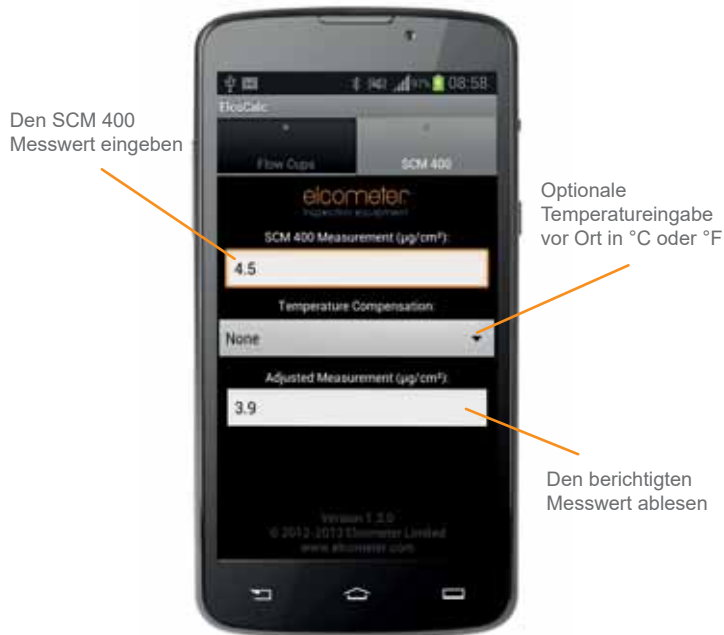 08:58
ElcoCalc
Flow Cups
SCM 400
elcometer
inspection equipment
SCM 400 Measurement (µg/cm²):
4.5
Temperature Compensation:
None
Adjusted Measurement (µg/cm²):
3.9
Version 1.2.0
© 2012-2013 Elcometer Limited
www.elcometer.com
Den SCM 400
Messwert eingeben
Optionale
Temperatureingabe
vor Ort in °C oder °F
Den berichtigten
Messwert ablesen